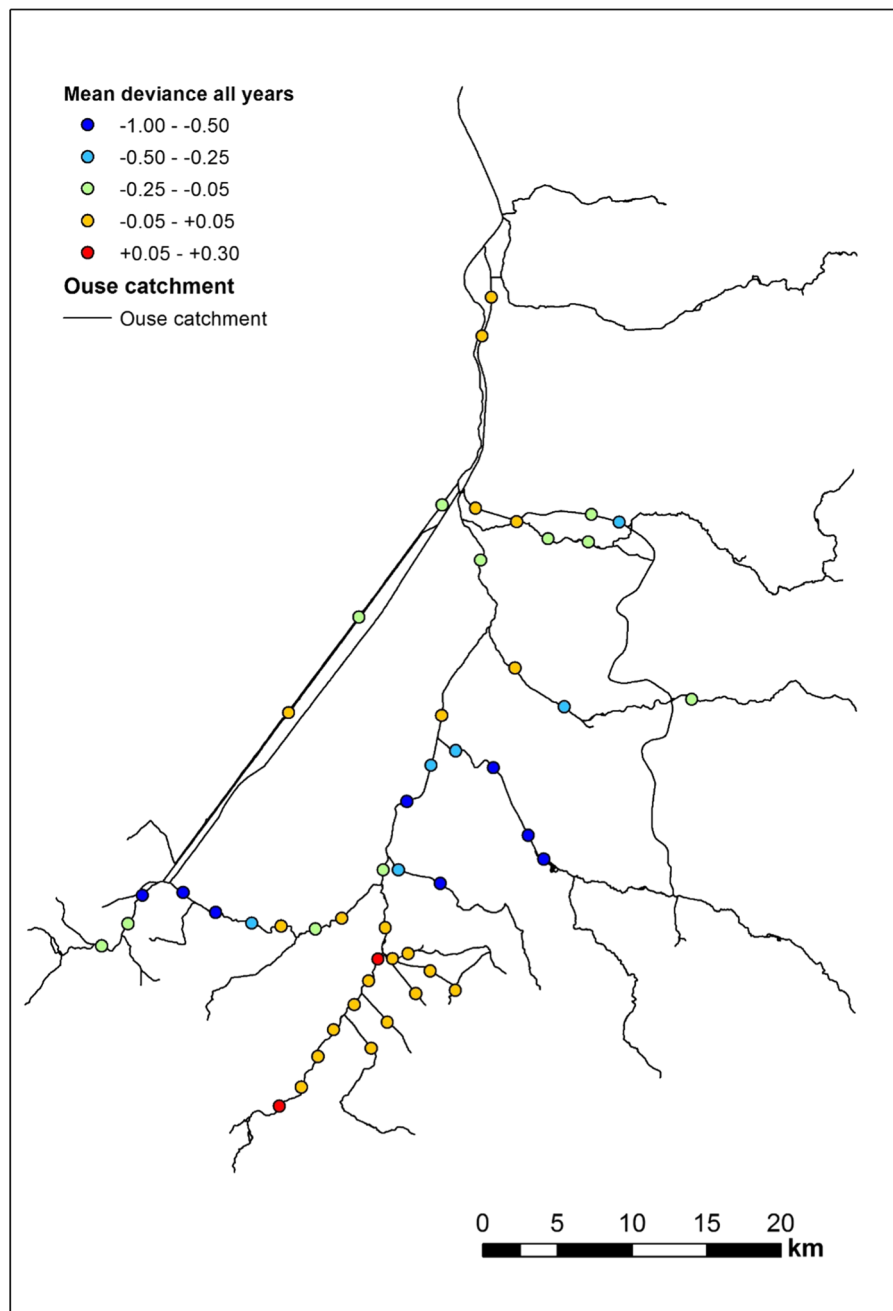 Mean deviance all years
-1.00 - -0.50
-0.50 - -0.25
-0.25 - -0.05
-0.05 - +0.05
+0.05 - +0.30
Ouse catchment
Ouse catchment
0 5 10 15 20
km